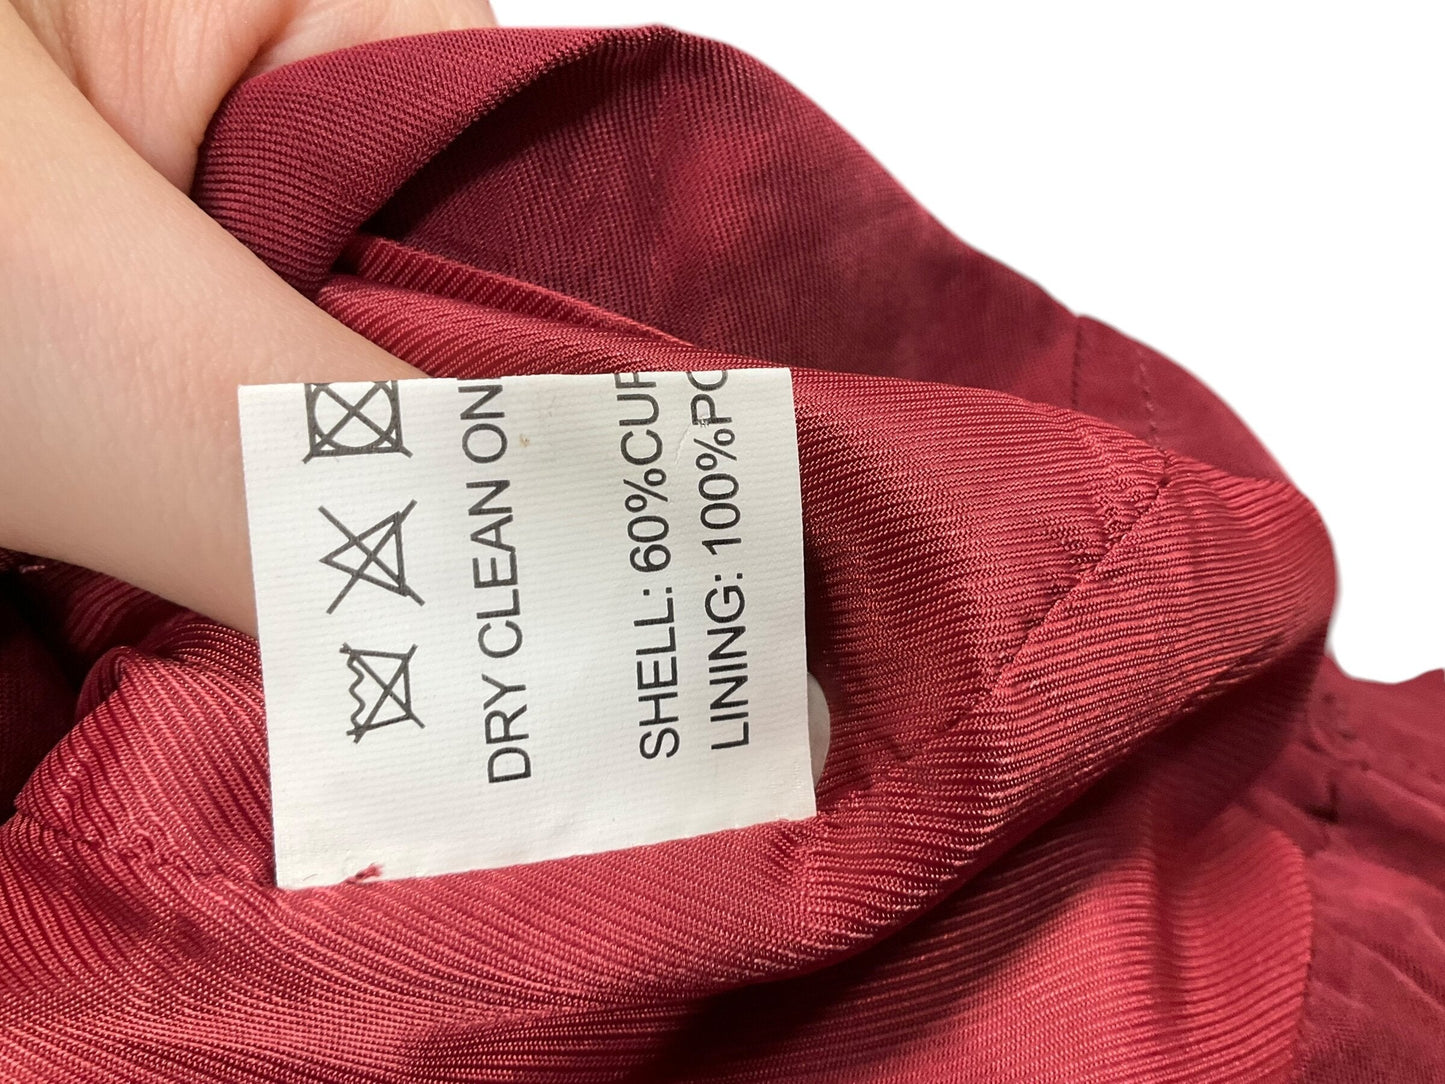 DRY CLEAN ON
SHELL: 60%CUP
LINING: 100%PO